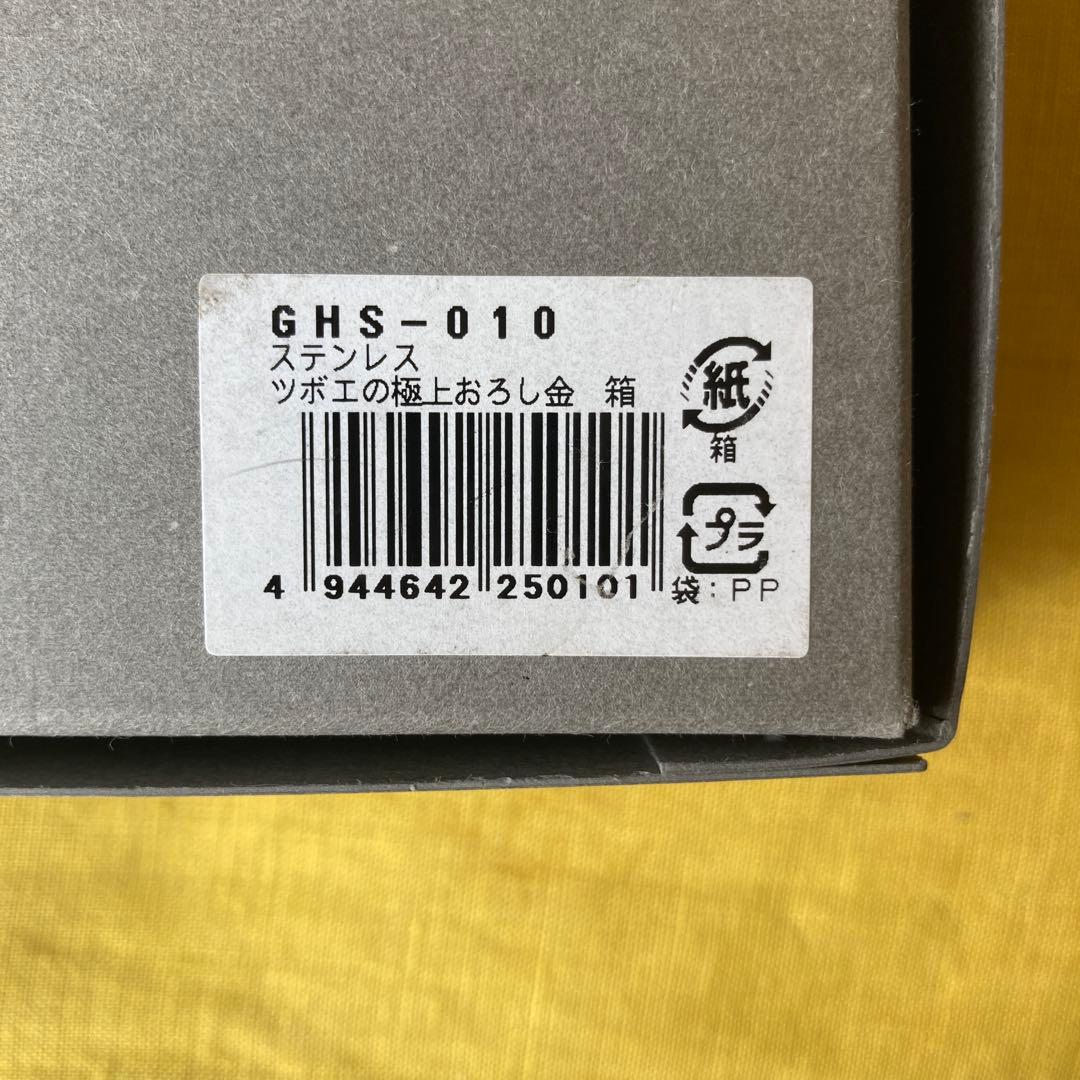 GHS-010
ステンレス
ツボエの極上おろし金　箱
4 944642 250101
紙
箱
プラ
袋：PP